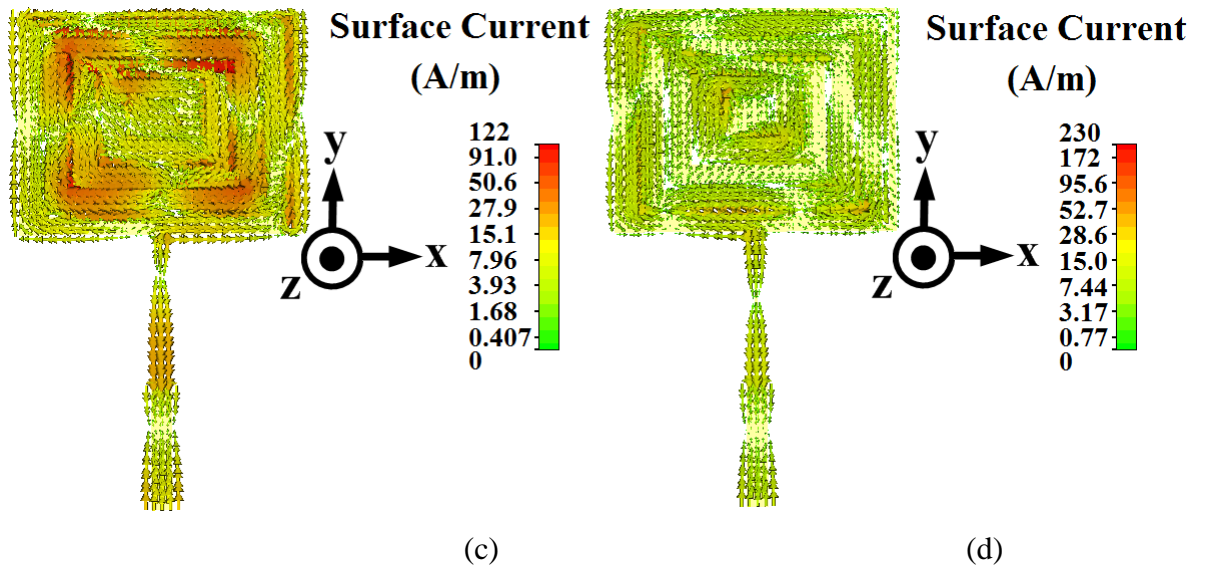 Surface Current
(A/m)
122
91.0
50.6
27.9
15.1
7.96
3.93
1.68
0.407
0
y
x
z
(c)
Surface Current
(A/m)
230
172
95.6
52.7
28.6
15.0
7.44
3.17
0.77
0
y
x
z
(d)